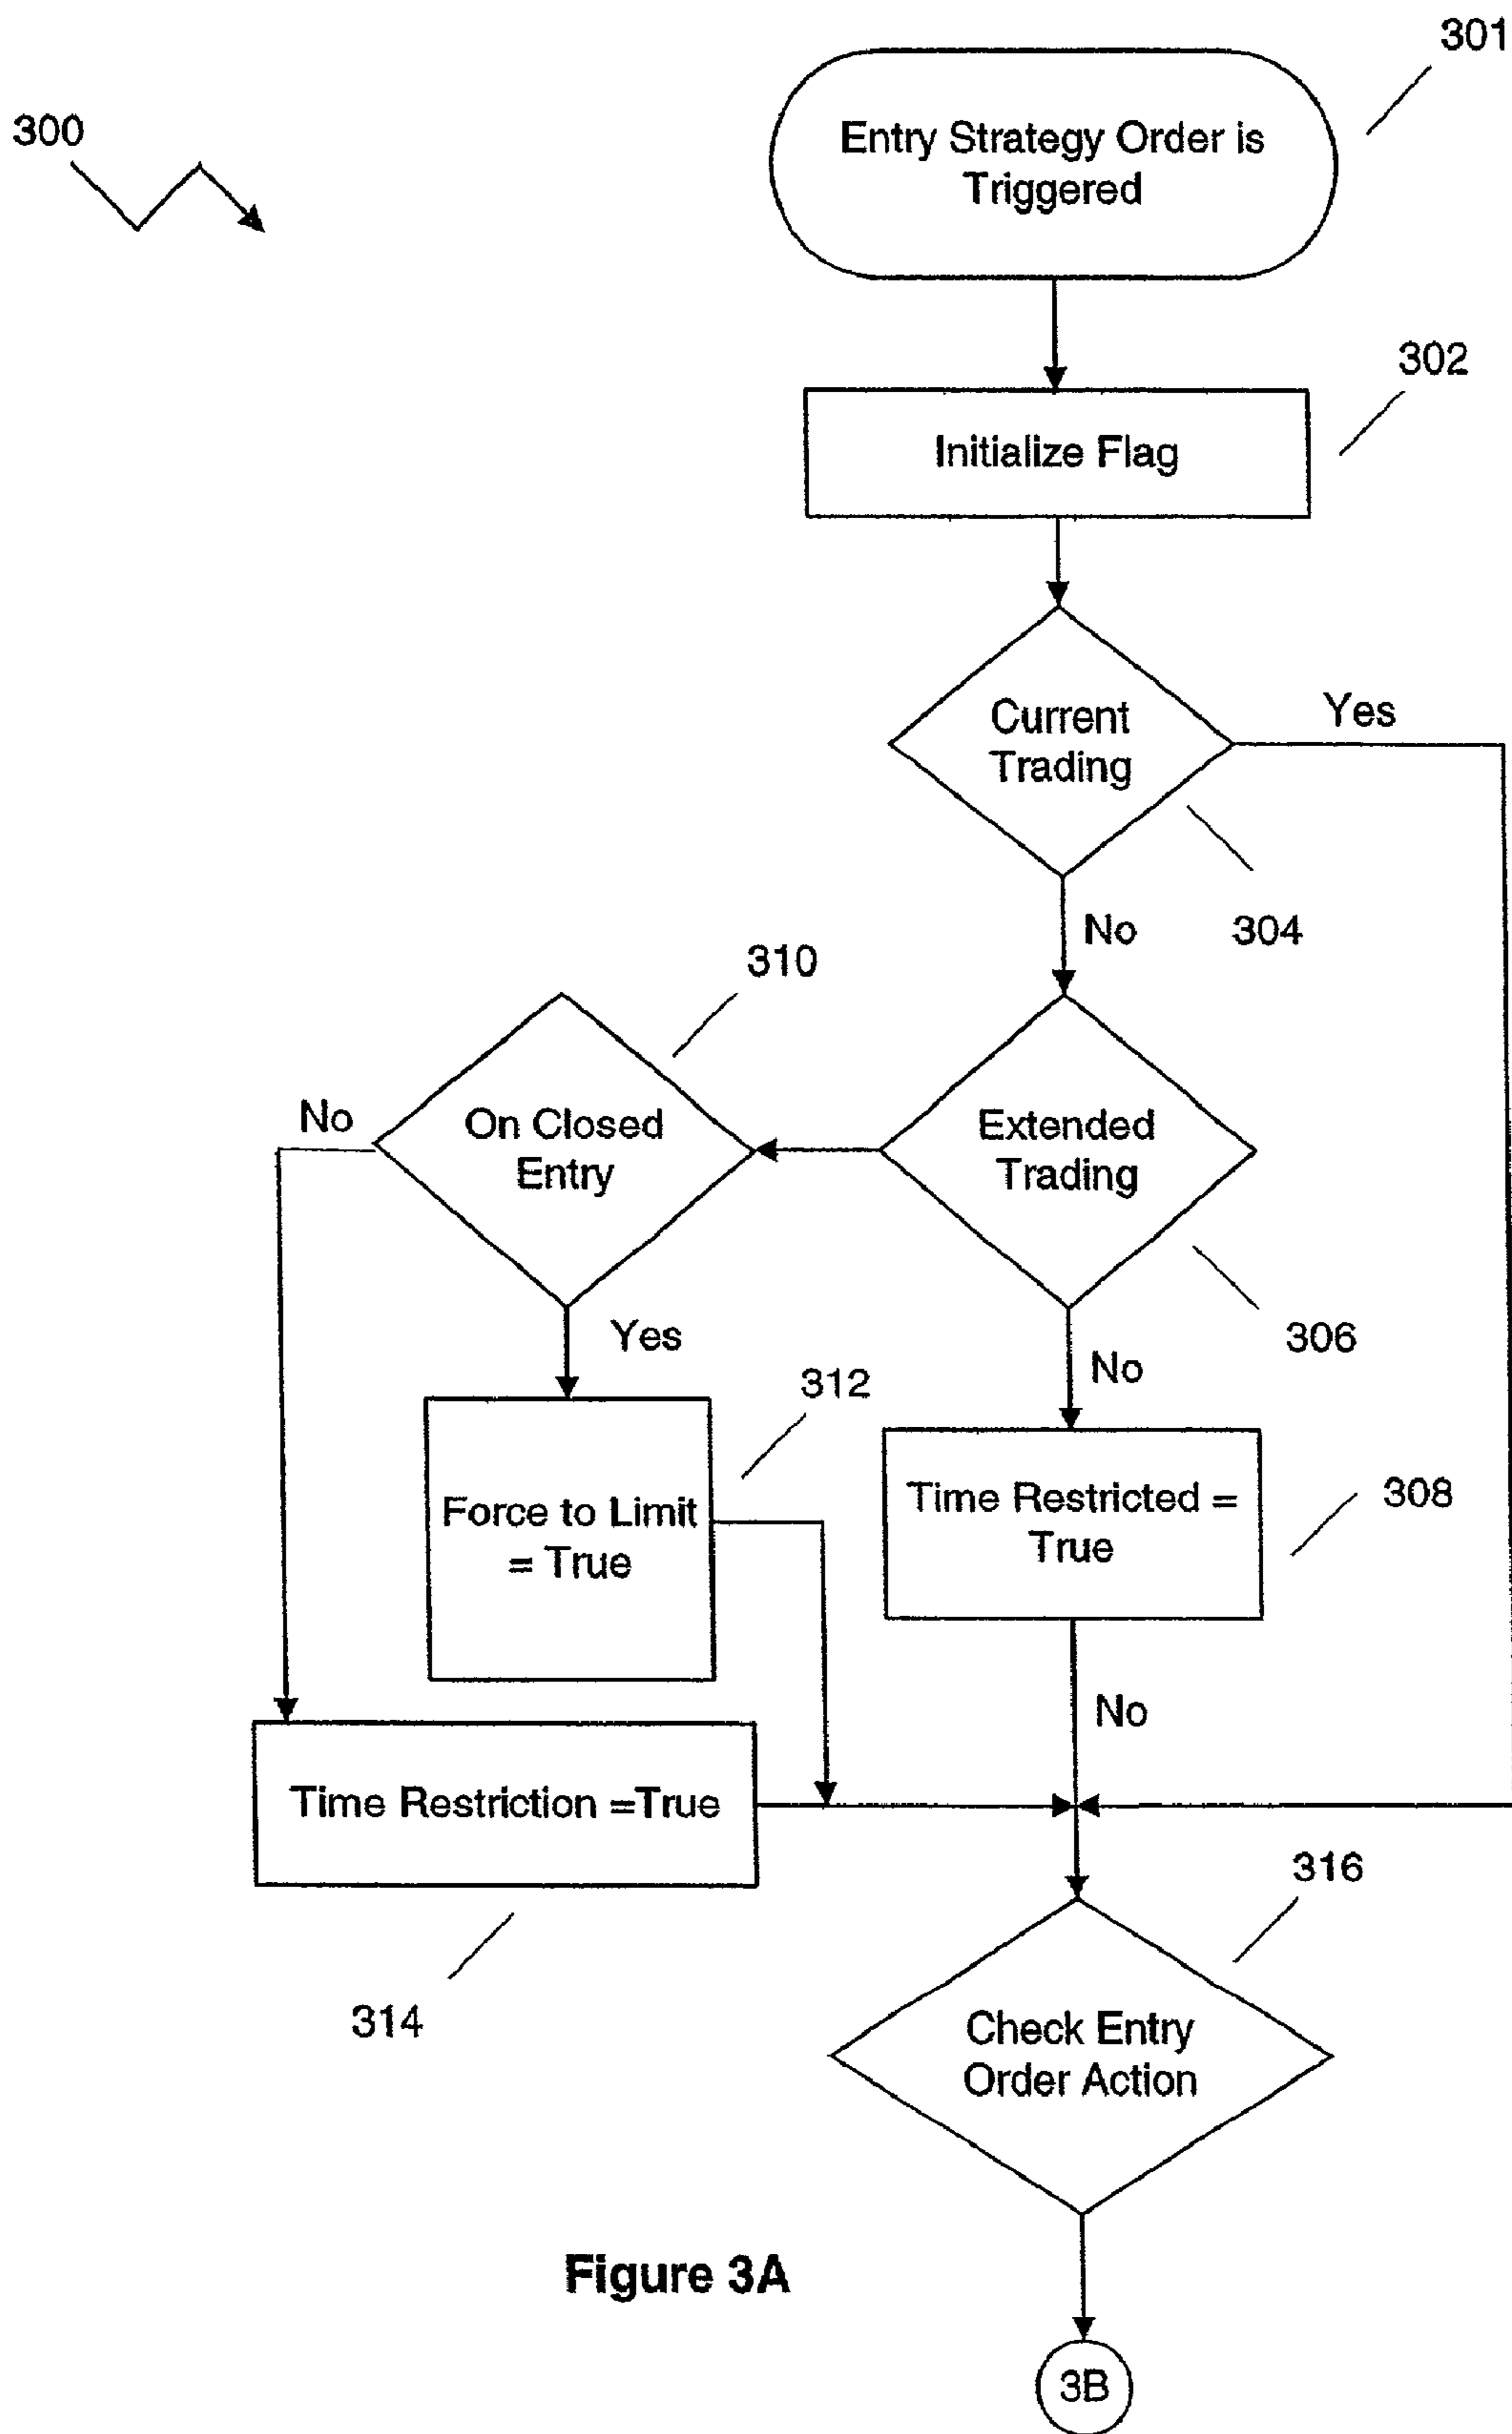 301
300
Entry Strategy Order is
Triggered
302
Initialize Flag
Current
Trading
Yes
304
No
310
On Closed
Entry
No
Extended
Trading
306
Yes
No
312
Force to Limit
= True
Time Restricted =
True
308
No
Time Restriction =True
314
316
Check Entry
Order Action
Figure 3A
3B